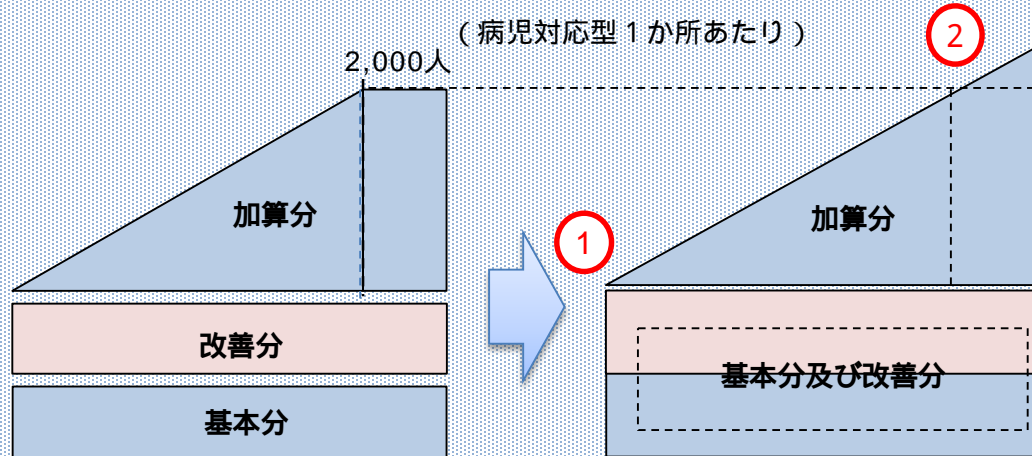 (病児対応型1か所あたり)
2,000人
2
加算分
加算分
1
改善分
基本分及び改善分
基本分